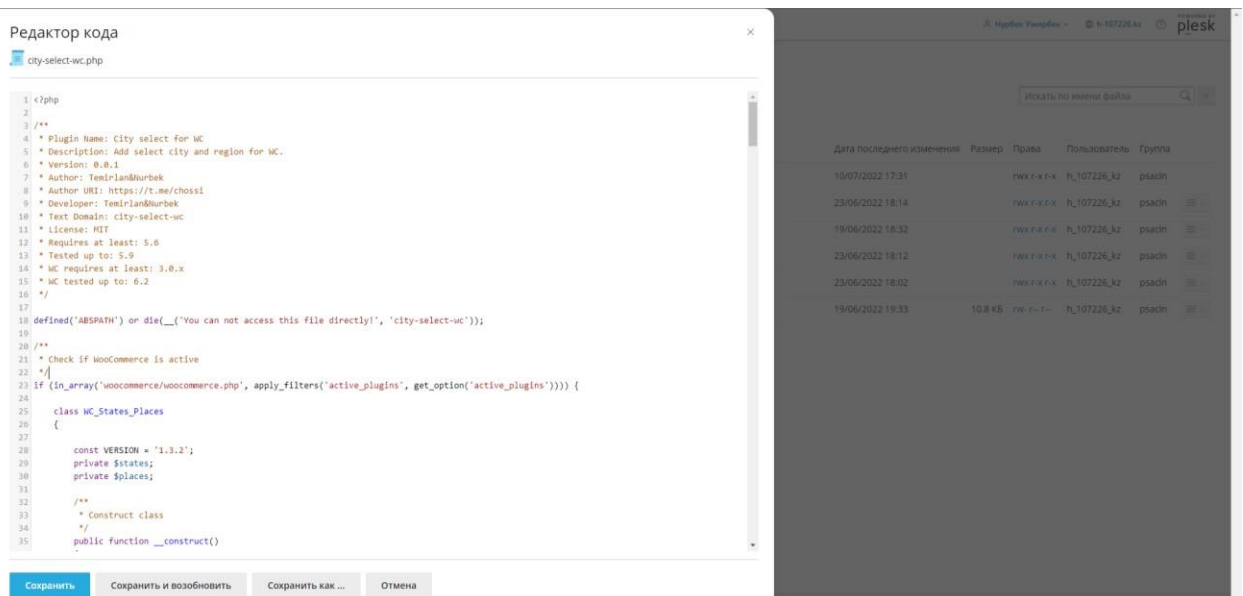 Редактор кода
×
city-select-wc.php
1 <?php
2
3 /**
4 * Plugin Name: City select for WC
5 * Description: Add select city and region for WC.
6 * Version: 0.0.1
7 * Author: Temirlan&Nurbek
8 * Author URI: https://t.me/chossi
9 * Developer: Temirlan&Nurbek
10 * Text Domain: city-select-wc
11 * License: MIT
12 * Requires at least: 5.6
13 * Tested up to: 5.9
14 * WC requires at least: 3.0.x
15 * WC tested up to: 6.2
16 */
17
18 defined('ABSPATH') or die(__('You can not access this file directly!', 'city-select-wc'));
19
20 /**
21 * Check if WooCommerce is active
22 */
23 if (in_array('woocommerce/woocommerce.php', apply_filters('active_plugins', get_option('active_plugins')))) {
24
25 class WC_States_Places
26 {
27
28 const VERSION = '1.3.2';
29 private $states;
30 private $places;
31
32 /**
33 * Construct class
34 */
35 public function __construct()
Сохранить Сохранить и возобновить Сохранить как ... Отмена
h-107226.kz
plesk
Искать по имени файла
Дата последнего изменения Размер Права Пользователь Группа
10/07/2022 17:31 rwx r-x r-x h_107226_kz psacln
23/06/2022 18:14 rwx r-x r-x h_107226_kz psacln
19/06/2022 18:32 rwx r-x r-x h_107226_kz psacln
23/06/2022 18:12 rwx r-x r-x h_107226_kz psacln
23/06/2022 18:02 rwx r-x r-x h_107226_kz psacln
19/06/2022 19:33 10.8 КБ rw- r-- r-- h_107226_kz psacln